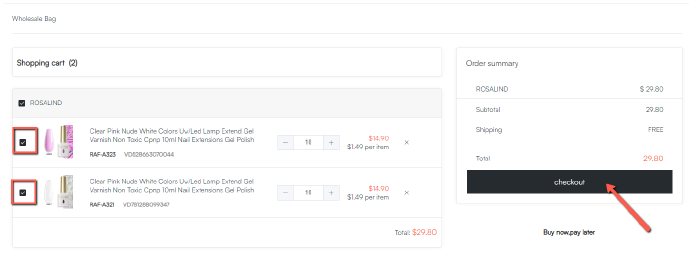 Wholesale Bag
Shopping cart (2)
ROSALIND
Clear Pink Nude White Colors Uv/Led Lamp Extend Gel
Varnish Non Toxic Cpnp 10ml Nail Extensions Gel Polish
RAF-A323 VD828663070044
− 10 +
$14.90
$1.49 per item
×
Clear Pink Nude White Colors Uv/Led Lamp Extend Gel
Varnish Non Toxic Cpnp 10ml Nail Extensions Gel Polish
RAF-A321 VD781288099347
− 10 +
$14.90
$1.49 per item
×
Total: $29.80
Order summary
ROSALIND $ 29.80
Subtotal 29.80
Shipping FREE
Total 29.80
checkout
Buy now,pay later